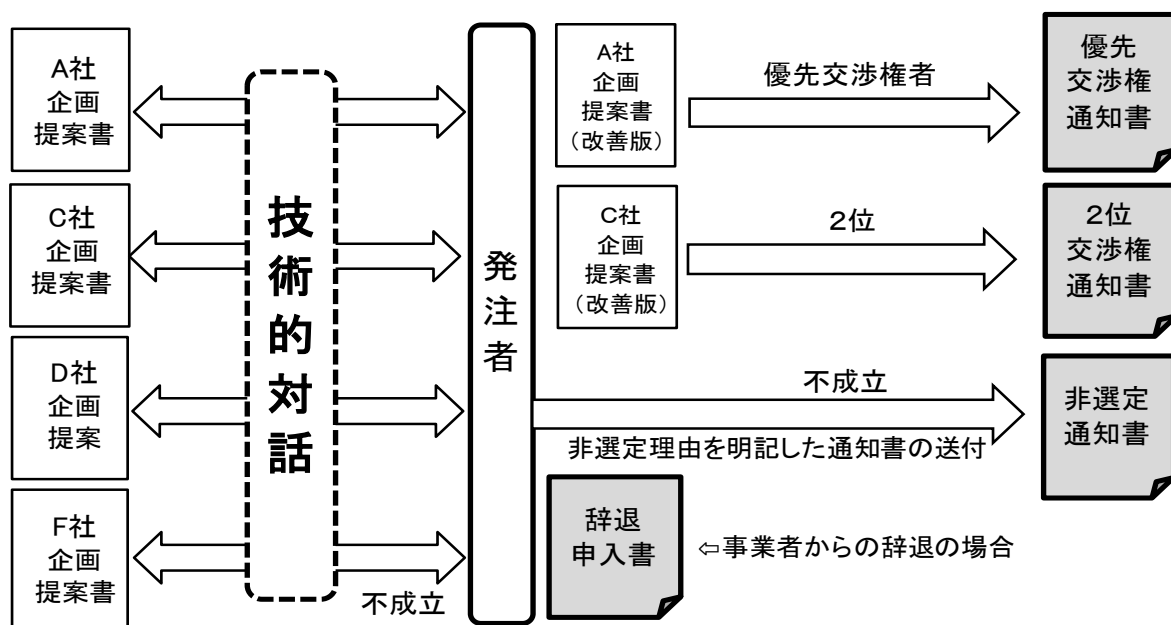 A社
企画
提案書
C社
企画
提案書
D社
企画
提案
F社
企画
提案書
技術的対話
発注者
A社
企画
提案書
（改善版）
優先交渉権者
優先
交渉権
通知書
C社
企画
提案書
（改善版）
2位
2位
交渉権
通知書
不成立
非選定理由を明記した通知書の送付
非選定
通知書
不成立
辞退
申入書
⇦事業者からの辞退の場合